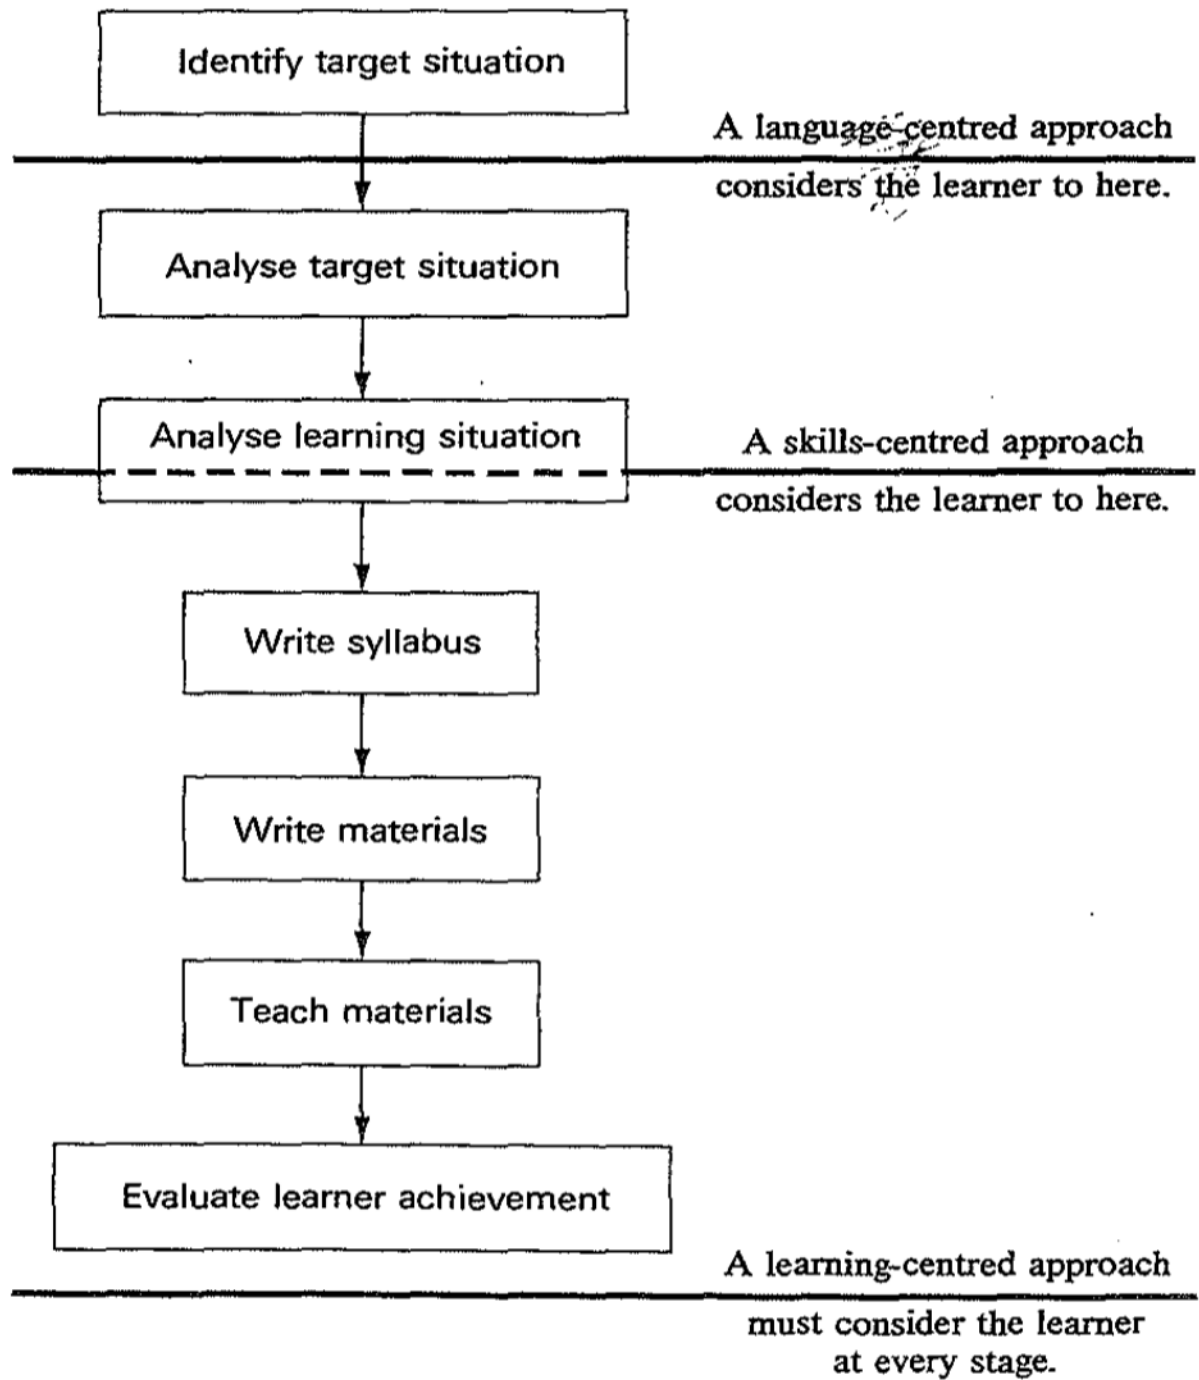 Identify target situation
A language-centred approach
considers the learner to here.
Analyse target situation
Analyse learning situation
A skills-centred approach
considers the learner to here.
Write syllabus
Write materials
Teach materials
Evaluate learner achievement
A learning-centred approach
must consider the learner
at every stage.